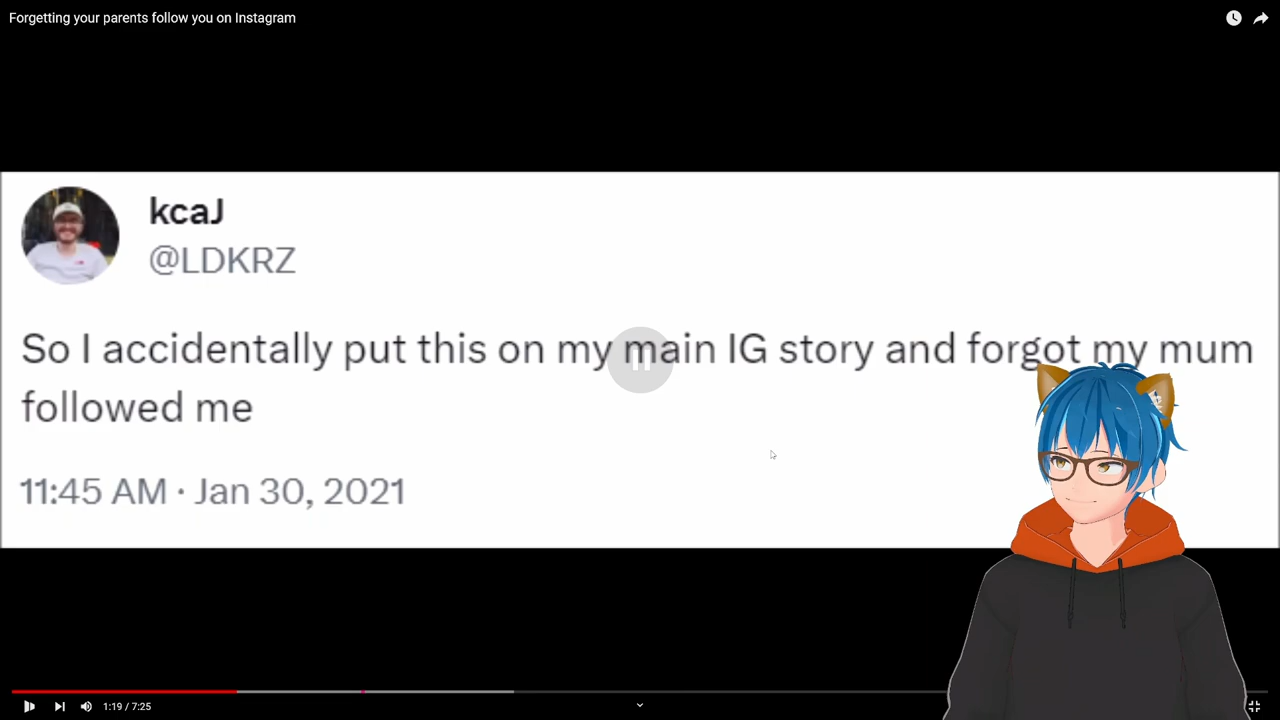 Forgetting your parents follow you on Instagram
kcaJ
@LDKRZ
So I accidentally put this on my main IG story and forgot my mum
followed me
11:45 AM · Jan 30, 2021
1:19 / 7:25